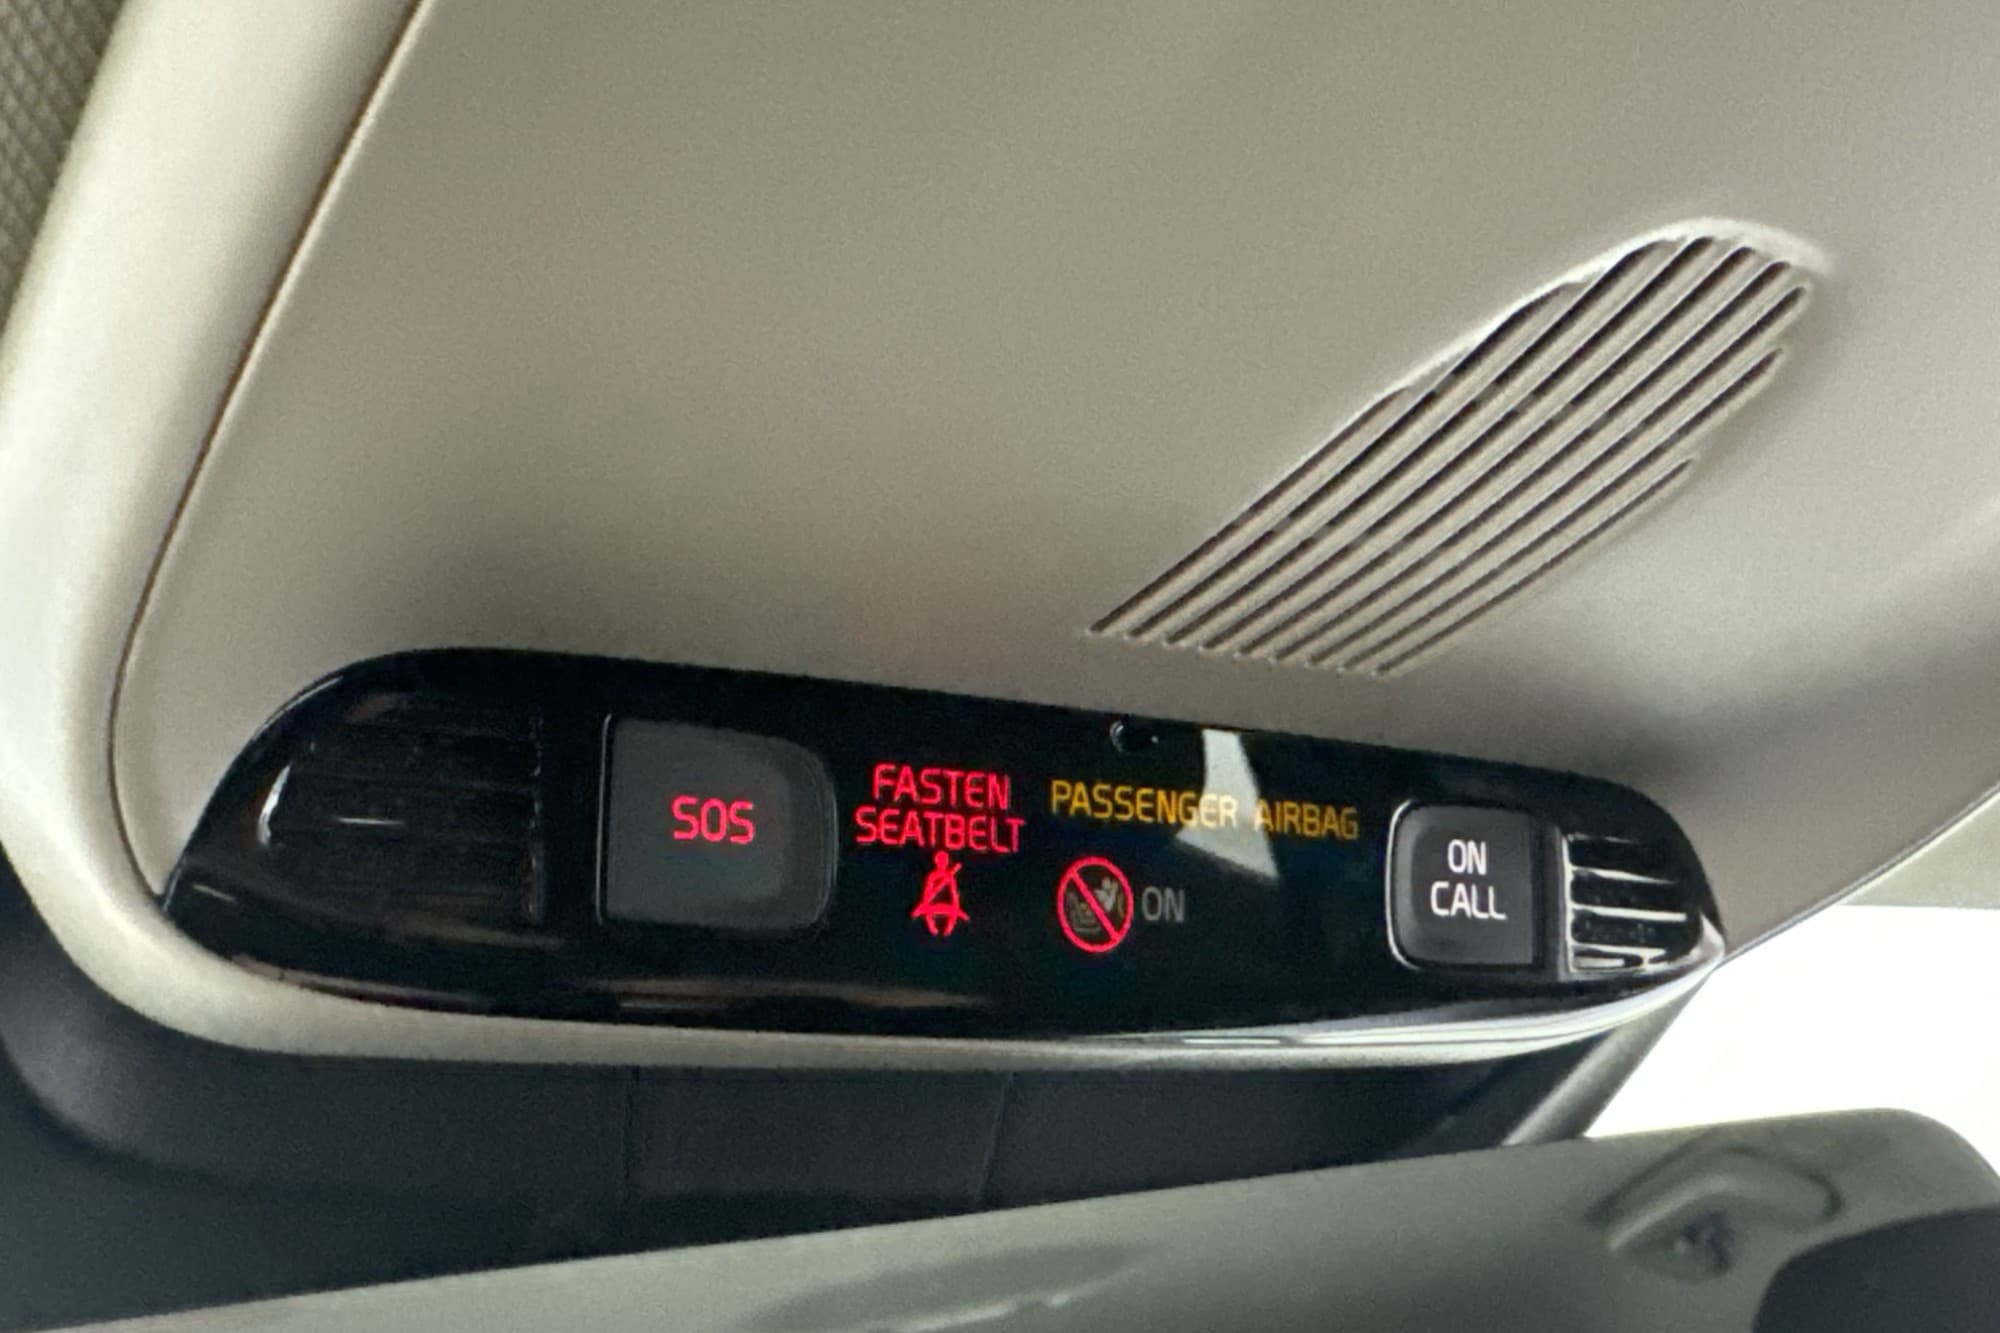 SOS
FASTEN
SEATBELT
PASSENGER AIRBAG
ON
ON
CALL